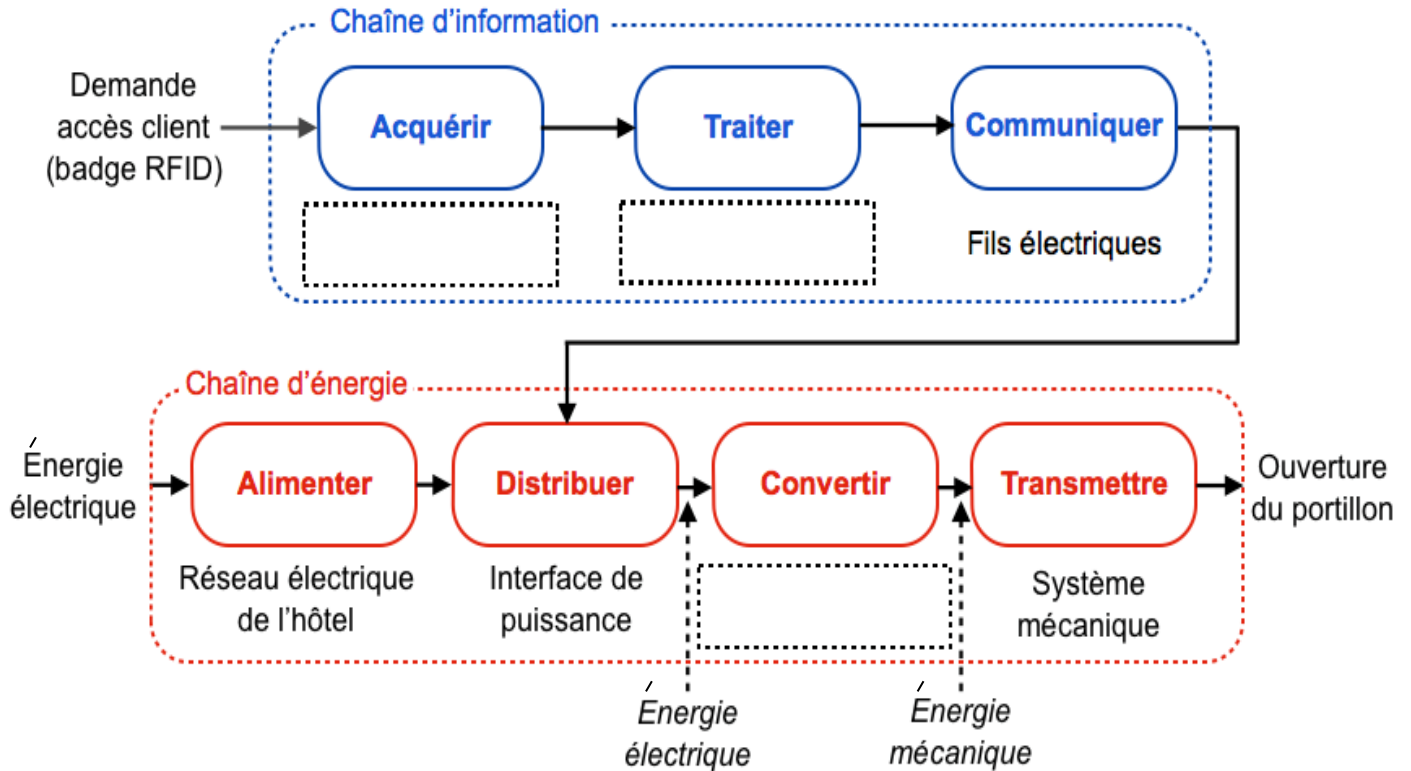 Chaîne d'information
Demande
accès client
(badge RFID)
Acquérir
Traiter
Communiquer
Fils électriques
Chaîne d'énergie
Énergie
électrique
Alimenter
Distribuer
Convertir
Transmettre
Ouverture
du portillon
Réseau électrique
de l'hôtel
Interface de
puissance
Système
mécanique
Énergie
électrique
Énergie
mécanique